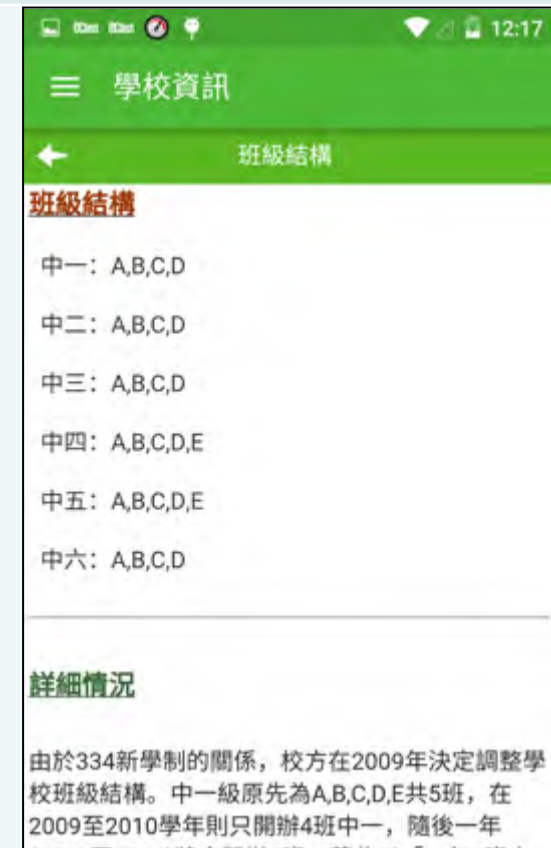 12:17
學校資訊
班級結構
班級結構
中一：A,B,C,D
中二：A,B,C,D
中三：A,B,C,D
中四：A,B,C,D,E
中五：A,B,C,D,E
中六：A,B,C,D
詳細情況
由於334新學制的關係，校方在2009年決定調整學
校班級結構。中一級原先為A,B,C,D,E共5班，在
2009至2010學年則只開辦4班中一，隨後一年